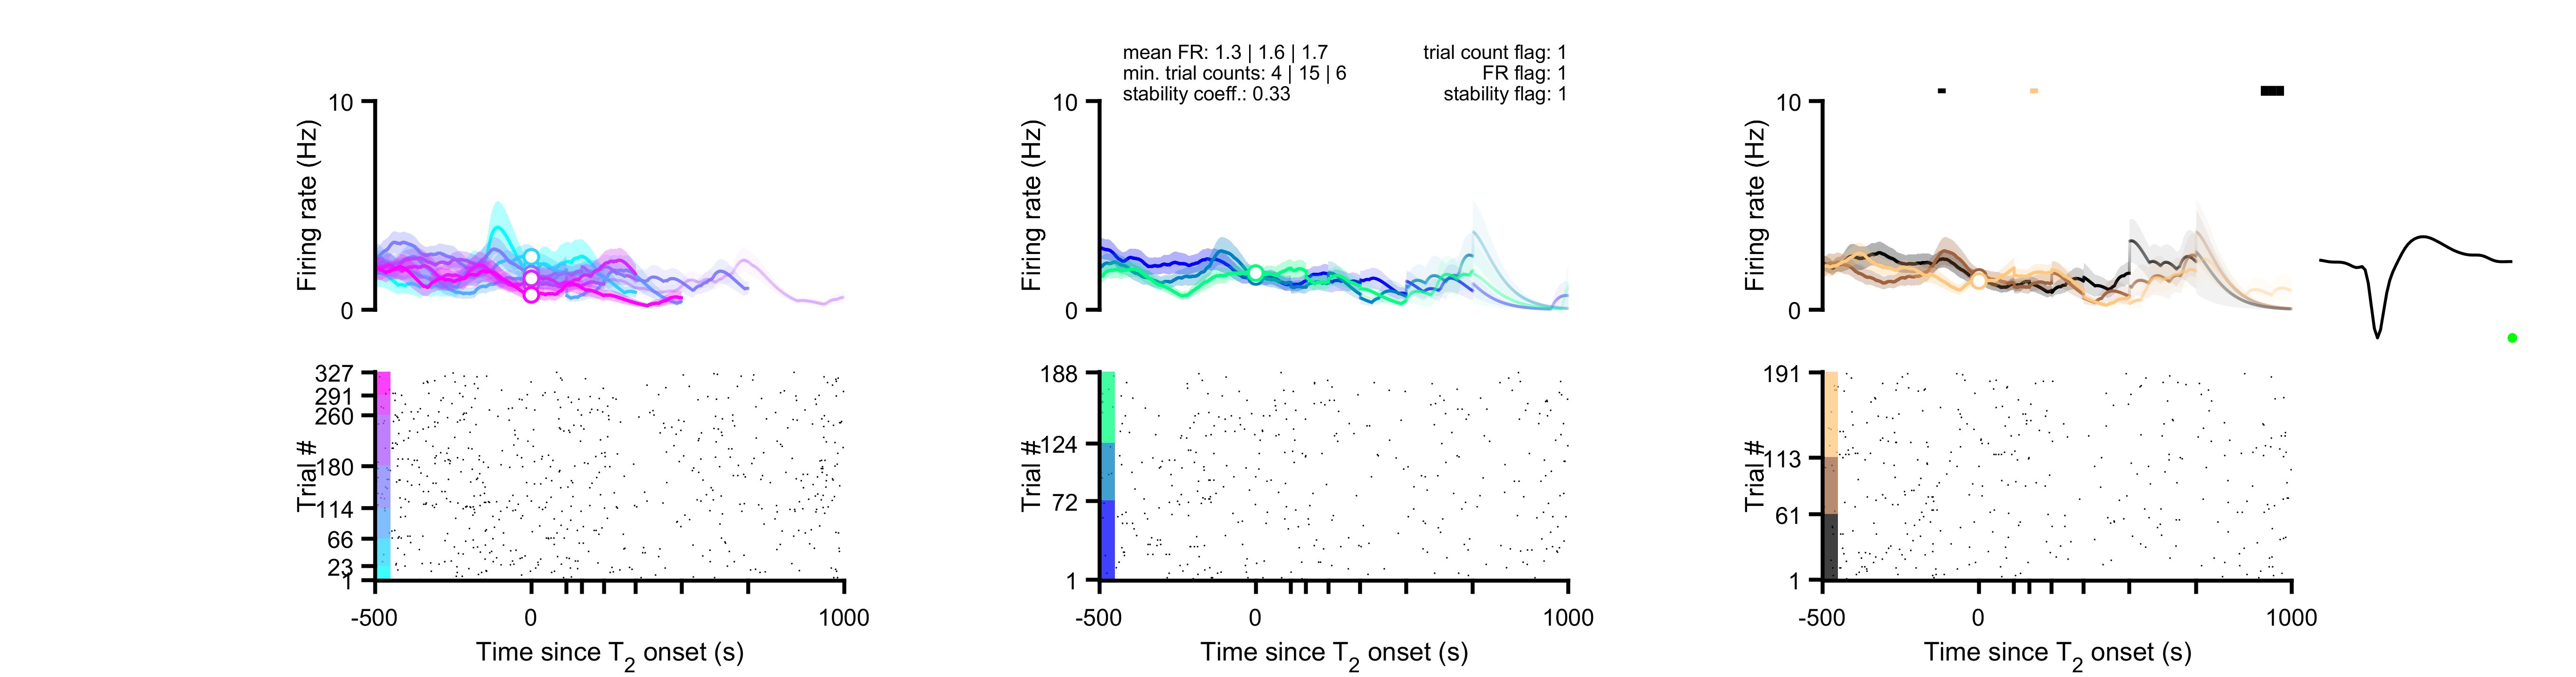 mean FR: 1.3 | 1.6 | 1.7
min. trial counts: 4 | 15 | 6
stability coeff.: 0.33
trial count flag: 1
FR flag: 1
stability flag: 1
10
0
Firing rate (Hz)
10
0
Firing rate (Hz)
10
0
Firing rate (Hz)
327
291
260
180
114
66
23
1
Trial #
-500
0
1000
Time since T2 onset (s)
188
124
72
1
Trial #
-500
0
1000
Time since T2 onset (s)
191
113
61
1
Trial #
-500
0
1000
Time since T2 onset (s)